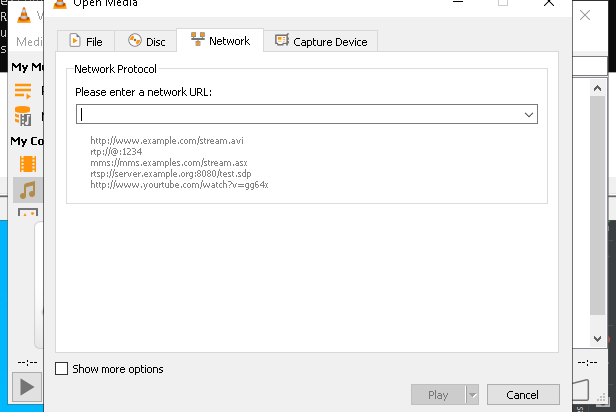 Open Media
File
Disc
Network
Capture Device
Medi
My M
My Co
Network Protocol
Please enter a network URL:
http://www.example.com/stream.avi
rtp://@:1234
mms://mms.examples.com/stream.asx
rtsp://server.example.org:8080/test.sdp
http://www.yourtube.com/watch?v=gg64x
--:--
--:--
Show more options
Play
Cancel